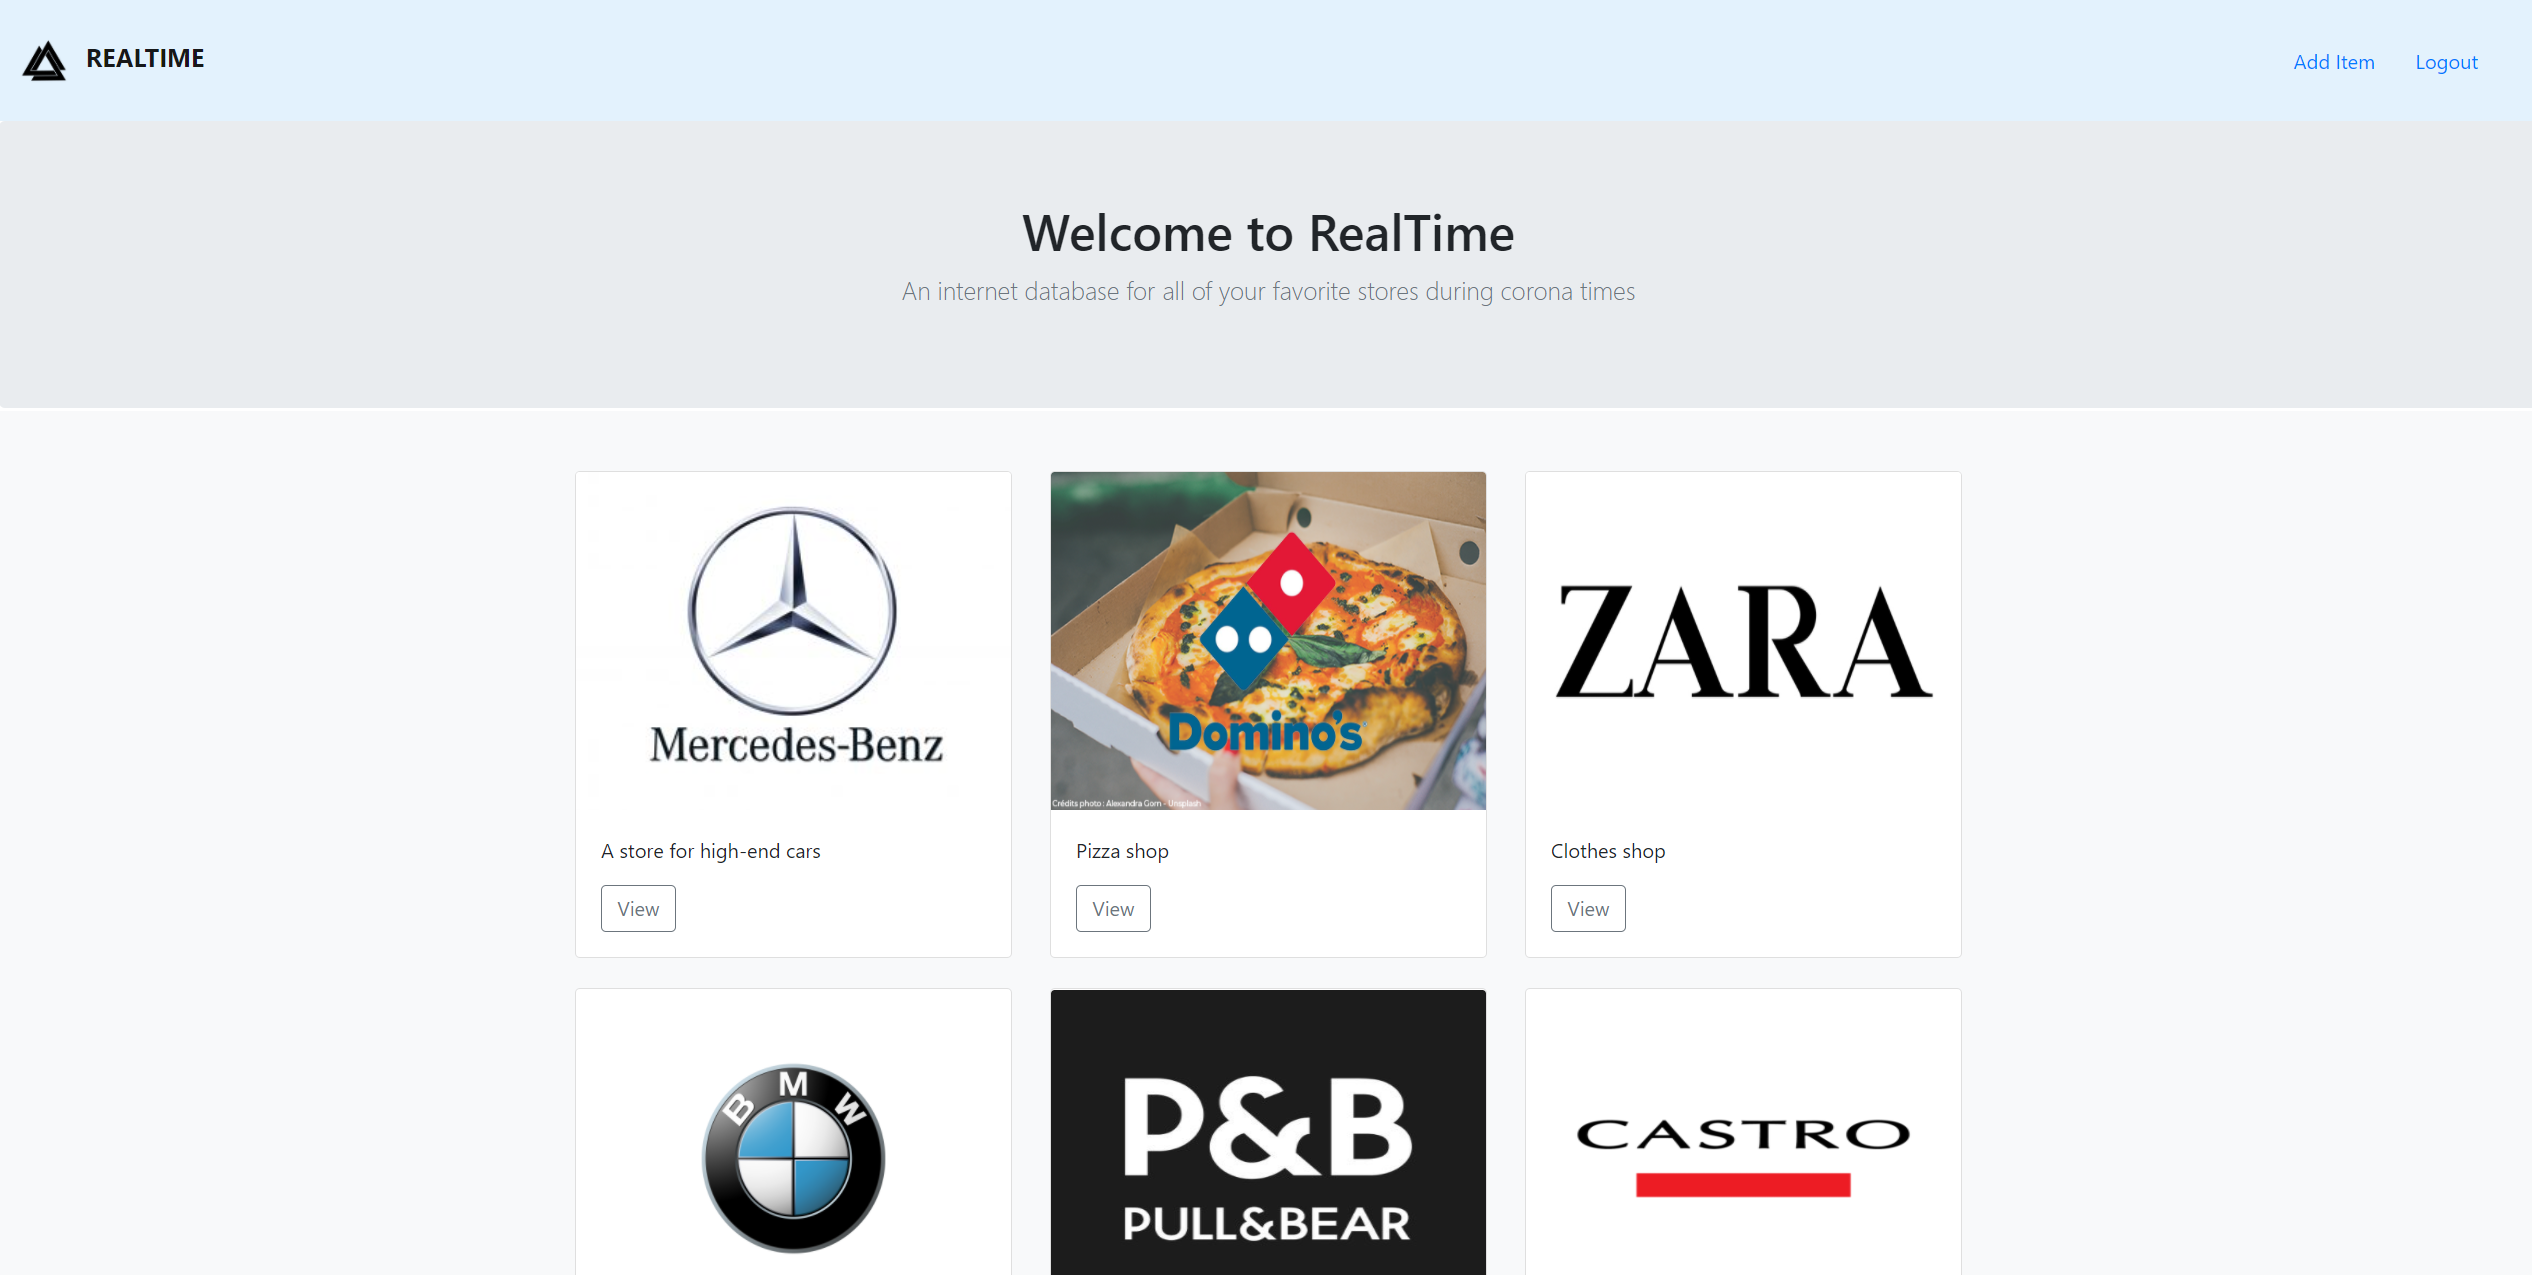 REALTIME
Add Item
Logout
Welcome to RealTime
An internet database for all of your favorite stores during corona times
Mercedes-Benz
Domino's
Crédits photo : Alexandra Gorn - Unsplash
ZARA
A store for high-end cars
Pizza shop
Clothes shop
View
View
View
BMW
P&B
PULL&BEAR
CASTRO